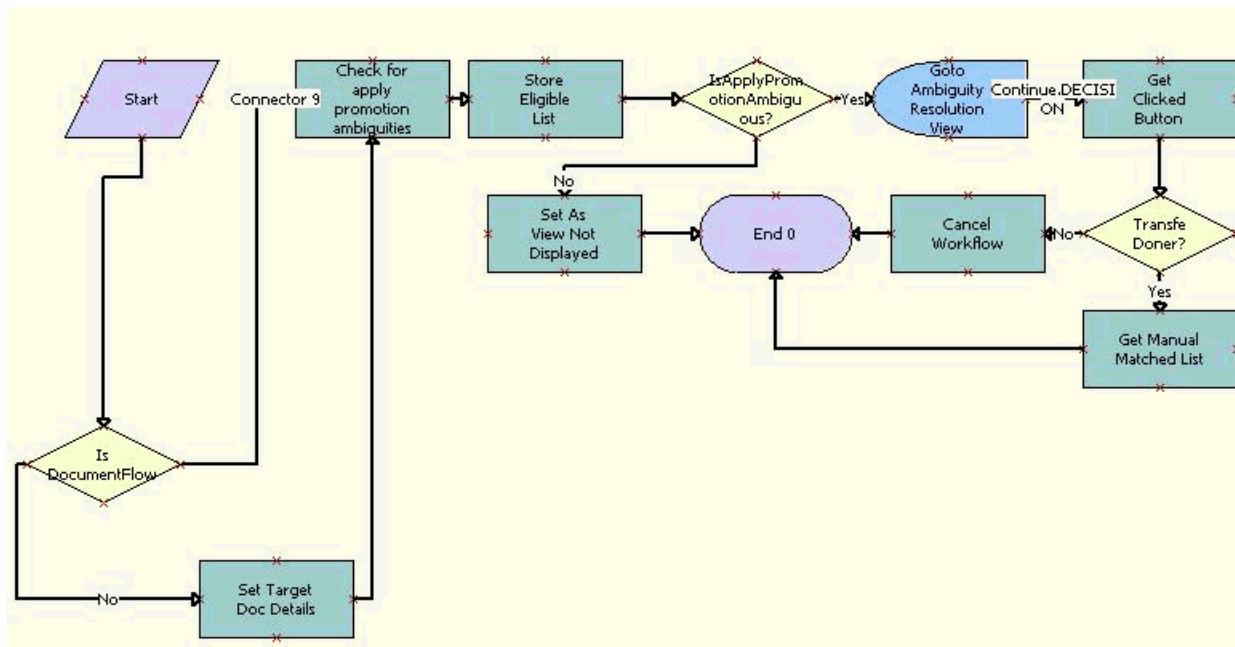 Start
Connector 9
Check for
apply
promotion
ambiguities
Store
Eligible
List
IsApplyProm
otionAmbigu
ous?
Yes
Goto
Ambiguity
Resolution
View
Continue.DECISI
ON
Get
Clicked
Button
No
Set As
View Not
Displayed
End 0
Cancel
Workflow
No
Transfe
Doner?
Yes
Get Manual
Matched List
Is
DocumentFlow
No
Set Target
Doc Details